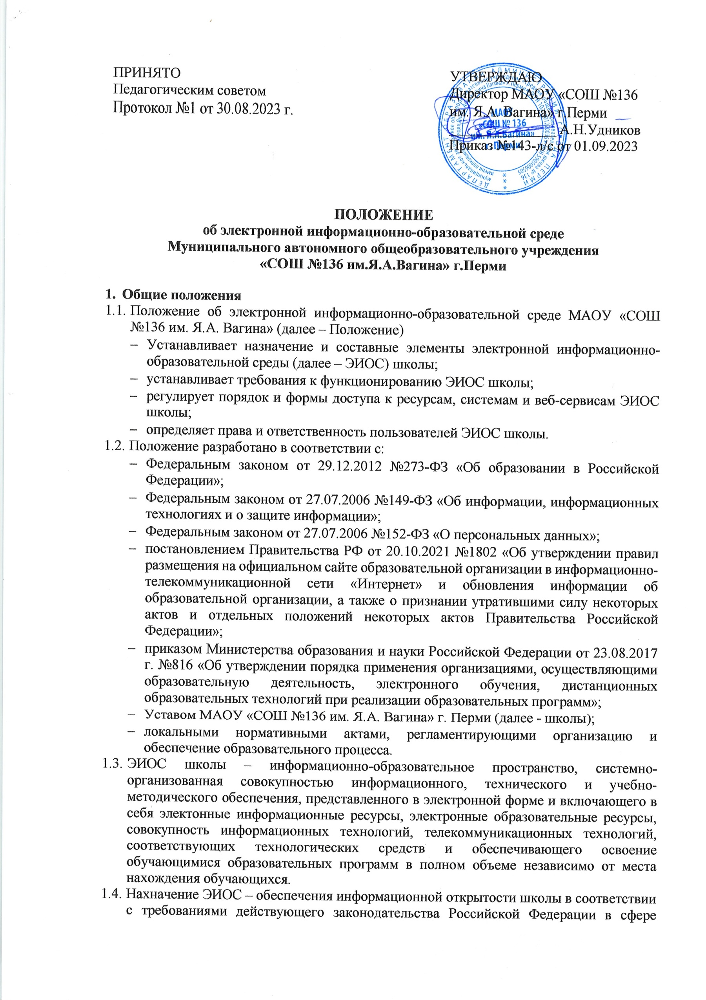 ПРИНЯТО
Педагогическим советом
Протокол №1 от 30.08.2023 г.
УТВЕРЖДАЮ
Директор МАОУ «СОШ №136
им. Я.А. Вагина» г.Перми
А.Н.Удников
Приказ №143-л/с от 01.09.2023
МАОУ
«СОШ № 136
им. Я.А.Вагина»
г. Перми
ДЕПАРТАМЕНТ ОБРАЗОВАНИЯ АДМИНИСТРАЦИИ ГОРОДА ПЕРМИ
ПОЛОЖЕНИЕ
об электронной информационно-образовательной среде
Муниципального автономного общеобразовательного учреждения
«СОШ №136 им.Я.А.Вагина» г.Перми
1. Общие положения
1.1. Положение об электронной информационно-образовательной среде МАОУ «СОШ
№136 им. Я.А. Вагина» (далее – Положение)
– Устанавливает назначение и составные элементы электронной информационно-
образовательной среды (далее – ЭИОС) школы;
– устанавливает требования к функционированию ЭИОС школы;
– регулирует порядок и формы доступа к ресурсам, системам и веб-сервисам ЭИОС
школы;
– определяет права и ответственность пользователей ЭИОС школы.
1.2. Положение разработано в соответствии с:
– Федеральным законом от 29.12.2012 №273-ФЗ «Об образовании в Российской
Федерации»;
– Федеральным законом от 27.07.2006 №149-ФЗ «Об информации, информационных
технологиях и о защите информации»;
– Федеральным законом от 27.07.2006 №152-ФЗ «О персональных данных»;
– постановлением Правительства РФ от 20.10.2021 №1802 «Об утверждении правил
размещения на официальном сайте образовательной организации в информационно-
телекоммуникационной сети «Интернет» и обновления информации об
образовательной организации, а также о признании утратившими силу некоторых
актов и отдельных положений некоторых актов Правительства Российской
Федерации»;
– приказом Министерства образования и науки Российской Федерации от 23.08.2017
г. №816 «Об утверждении порядка применения организациями, осуществляющими
образовательную деятельность, электронного обучения, дистанционных
образовательных технологий при реализации образовательных программ»;
– Уставом МАОУ «СОШ №136 им. Я.А. Вагина» г. Перми (далее - школы);
– локальными нормативными актами, регламентирующими организацию и
обеспечение образовательного процесса.
1.3. ЭИОС школы – информационно-образовательное пространство, системно-
организованная совокупностью информационного, технического и учебно-
методического обеспечения, представленного в электронной форме и включающего в
себя электонные информационные ресурсы, электронные образовательные ресурсы,
совокупность информационных технологий, телекоммуникационных технологий,
соответствующих технологических средств и обеспечивающего освоение
обучающимися образовательных программ в полном объеме независимо от места
нахождения обучающихся.
1.4. Нахначение ЭИОС – обеспечения информационной открытости школы в соответствии
с требованиями действующего законодательства Российской Федерации в сфере